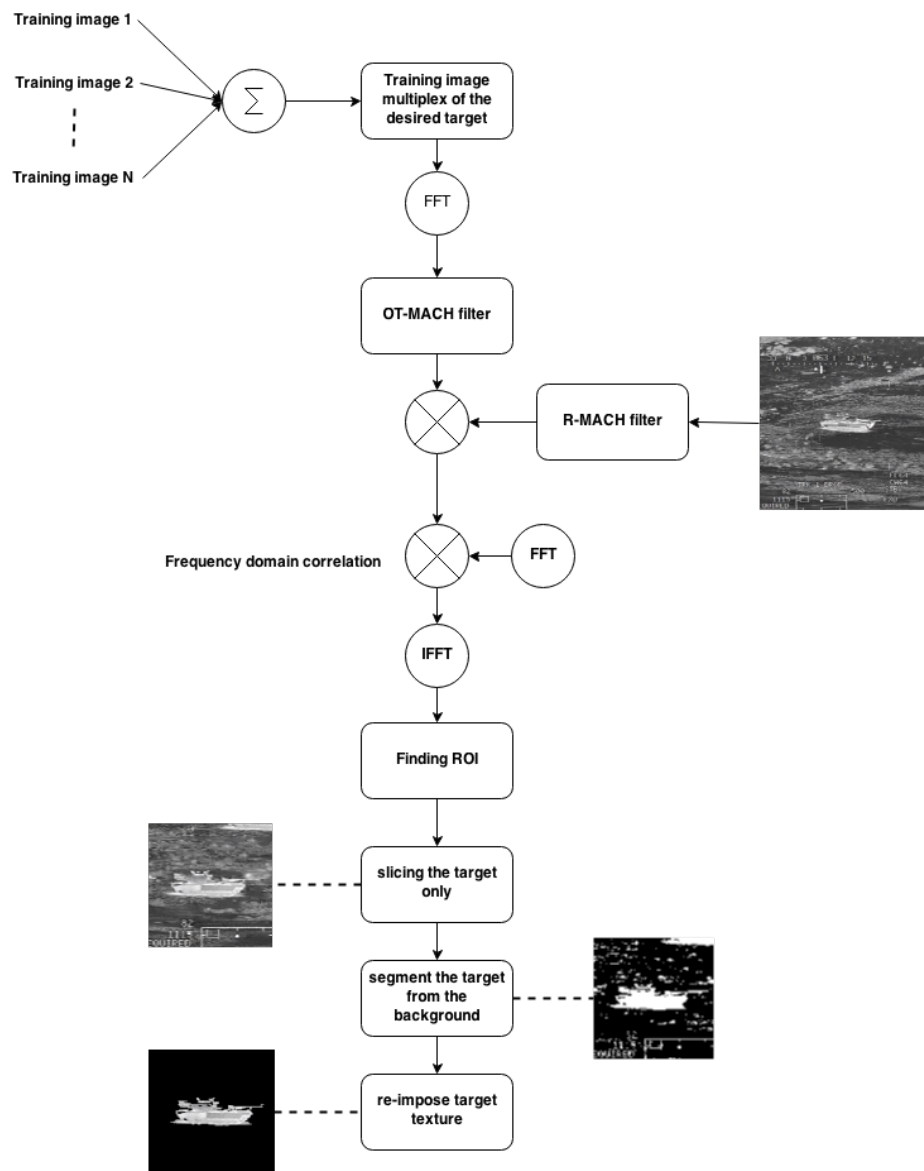 Training image 1
Training image 2
Training image N
∑
Training image
multiplex of the
desired target
FFT
OT-MACH filter
R-MACH filter
Frequency domain correlation
FFT
IFFT
Finding ROI
slicing the target
only
segment the target
from the
background
re-impose target
texture